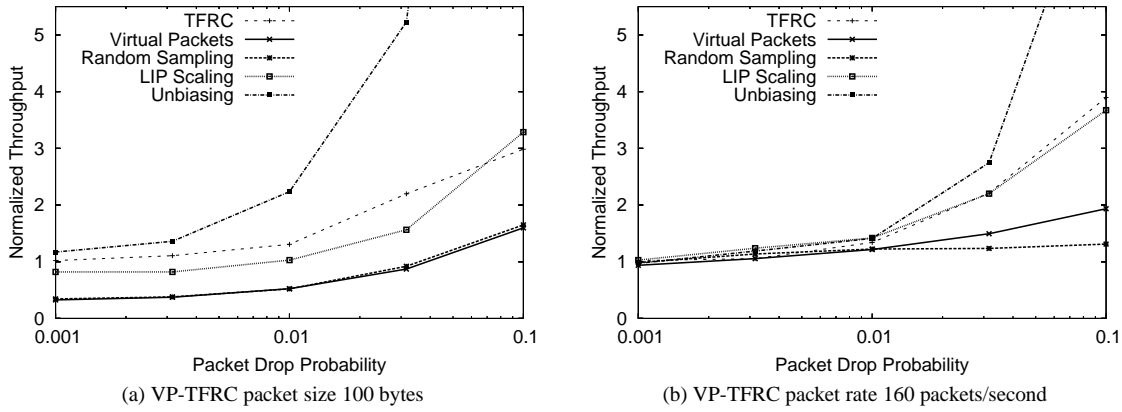 5
4
3
2
1
0
0.001
0.01
0.1
Normalized Throughput
Packet Drop Probability
TFRC
Virtual Packets
Random Sampling
LIP Scaling
Unbiasing
(a) VP-TFRC packet size 100 bytes
5
4
3
2
1
0
0.001
0.01
0.1
Normalized Throughput
Packet Drop Probability
TFRC
Virtual Packets
Random Sampling
LIP Scaling
Unbiasing
(b) VP-TFRC packet rate 160 packets/second